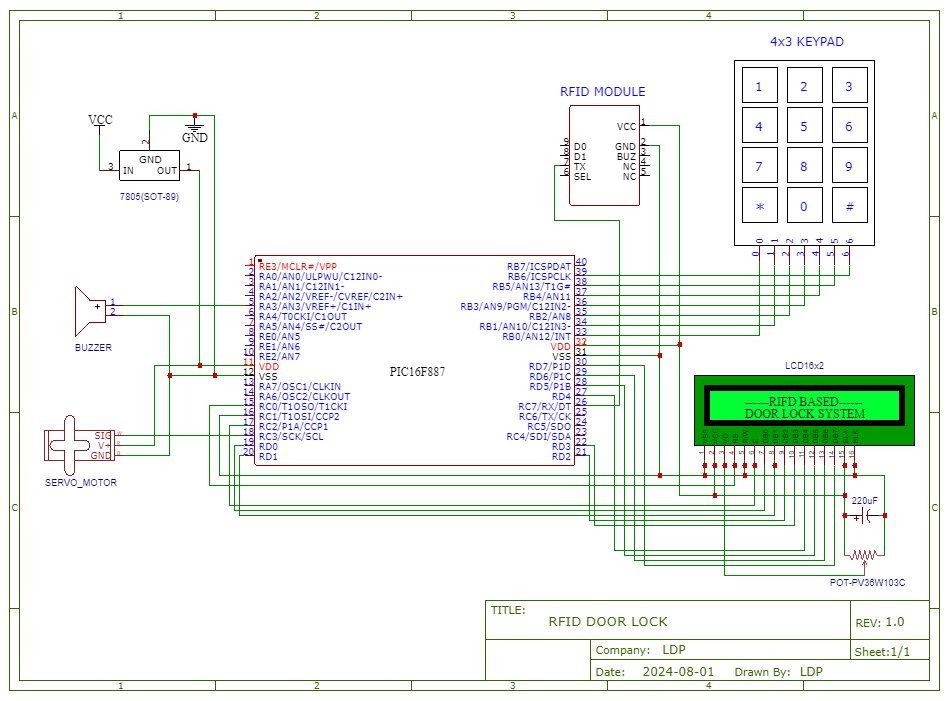 1 2 3 4
4x3 KEYPAD
1 2 3
4 5 6
7 8 9
* 0 #
0 1 2 3 4 5 6
0 1 2 3 4 5 6
RFID MODULE
VCC 1
GND 2
BUZ 3
NC 4
NC 5
9 D0
8 D1
7 TX
6 SEL
A
A
VCC
GND
2
GND
3 IN OUT 1
7805(SOT-89)
B
B
1
+
2
BUZZER
1 RE3/MCLR#/VPP
2 RA0/AN0/ULPWU/C12IN0-
3 RA1/AN1/C12IN1-
4 RA2/AN2/VREF-/CVREF/C2IN+
5 RA3/AN3/VREF+/C1IN+
6 RA4/T0CKI/C1OUT
7 RA5/AN4/SS#/C2OUT
8 RE0/AN5
9 RE1/AN6
10 RE2/AN7
11 VDD
12 VSS
13 RA7/OSC1/CLKIN
14 RA6/OSC2/CLKOUT
15 RC0/T1OSO/T1CKI
16 RC1/T1OSI/CCP2
17 RC2/P1A/CCP1
18 RC3/SCK/SCL
19 RD0
20 RD1
PIC16F887
RB7/ICSPDAT 40
RB6/ICSPCLK 39
RB5/AN13/T1G# 38
RB4/AN11 37
RB3/AN9/PGM/C12IN2- 36
RB2/AN8 35
RB1/AN10/C12IN3- 34
RB0/AN12/INT 33
VDD 32
VSS 31
RD7/P1D 30
RD6/P1C 29
RD5/P1B 28
RD4 27
RC7/RX/DT 26
RC6/TX/CK 25
RC5/SDO 24
RC4/SDI/SDA 23
RD3 22
RD2 21
LCD16x2
------RIFD BASED------
DOOR LOCK SYSTEM
VSS VCC VO RS R/W E DB0 DB1 DB2 DB3 DB4 DB5 DB6 DB7 BLA BLK
1 2 3 4 5 6 7 8 9 10 11 12 13 14 15 16
SIG
V+
GND
SERVO_MOTOR
C
C
220uF
+
POT-PV36W103C
TITLE:
RFID DOOR LOCK
REV: 1.0
Company: LDP
Sheet:1/1
Date: 2024-08-01 Drawn By: LDP
1 2 3 4